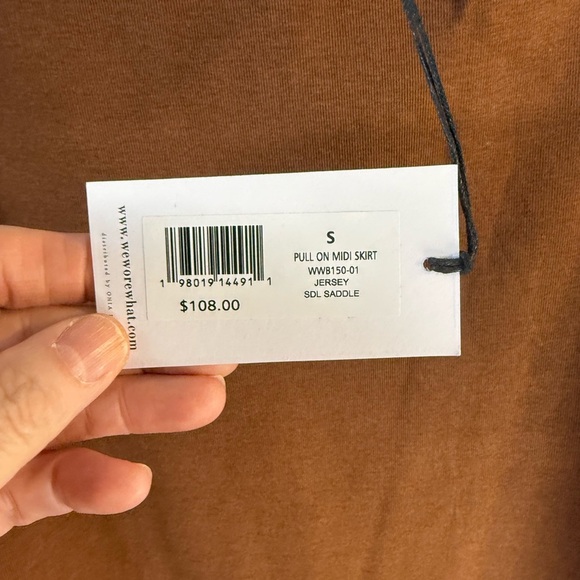 www.weworewhat.com
distributed by ONIA
S
PULL ON MIDI SKIRT
WWB150-01
JERSEY
SDL SADDLE
1 98019 14491 1
$108.00